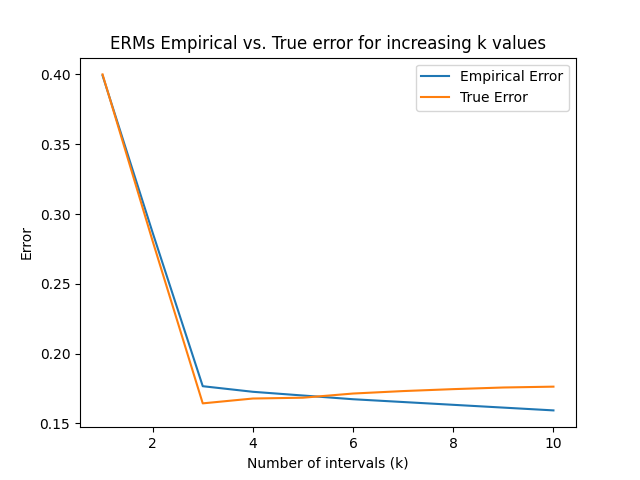 ERMs Empirical vs. True error for increasing k values
Empirical Error
True Error
Error
0.40
0.35
0.30
0.25
0.20
0.15
2 4 6 8 10
Number of intervals (k)